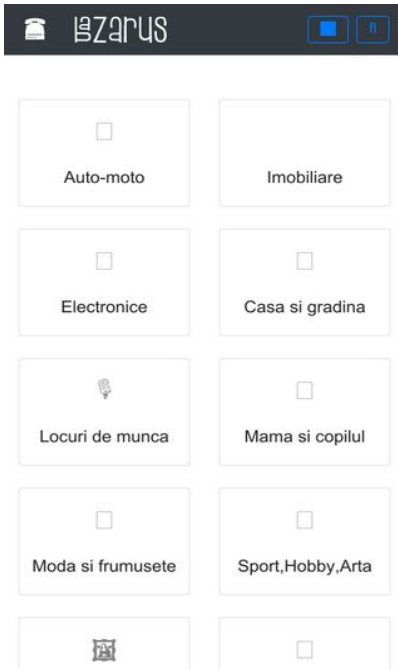 Lazarus
Auto-moto
Imobiliare
Electronice
Casa si gradina
Locuri de munca
Mama si copilul
Moda si frumusete
Sport,Hobby,Arta